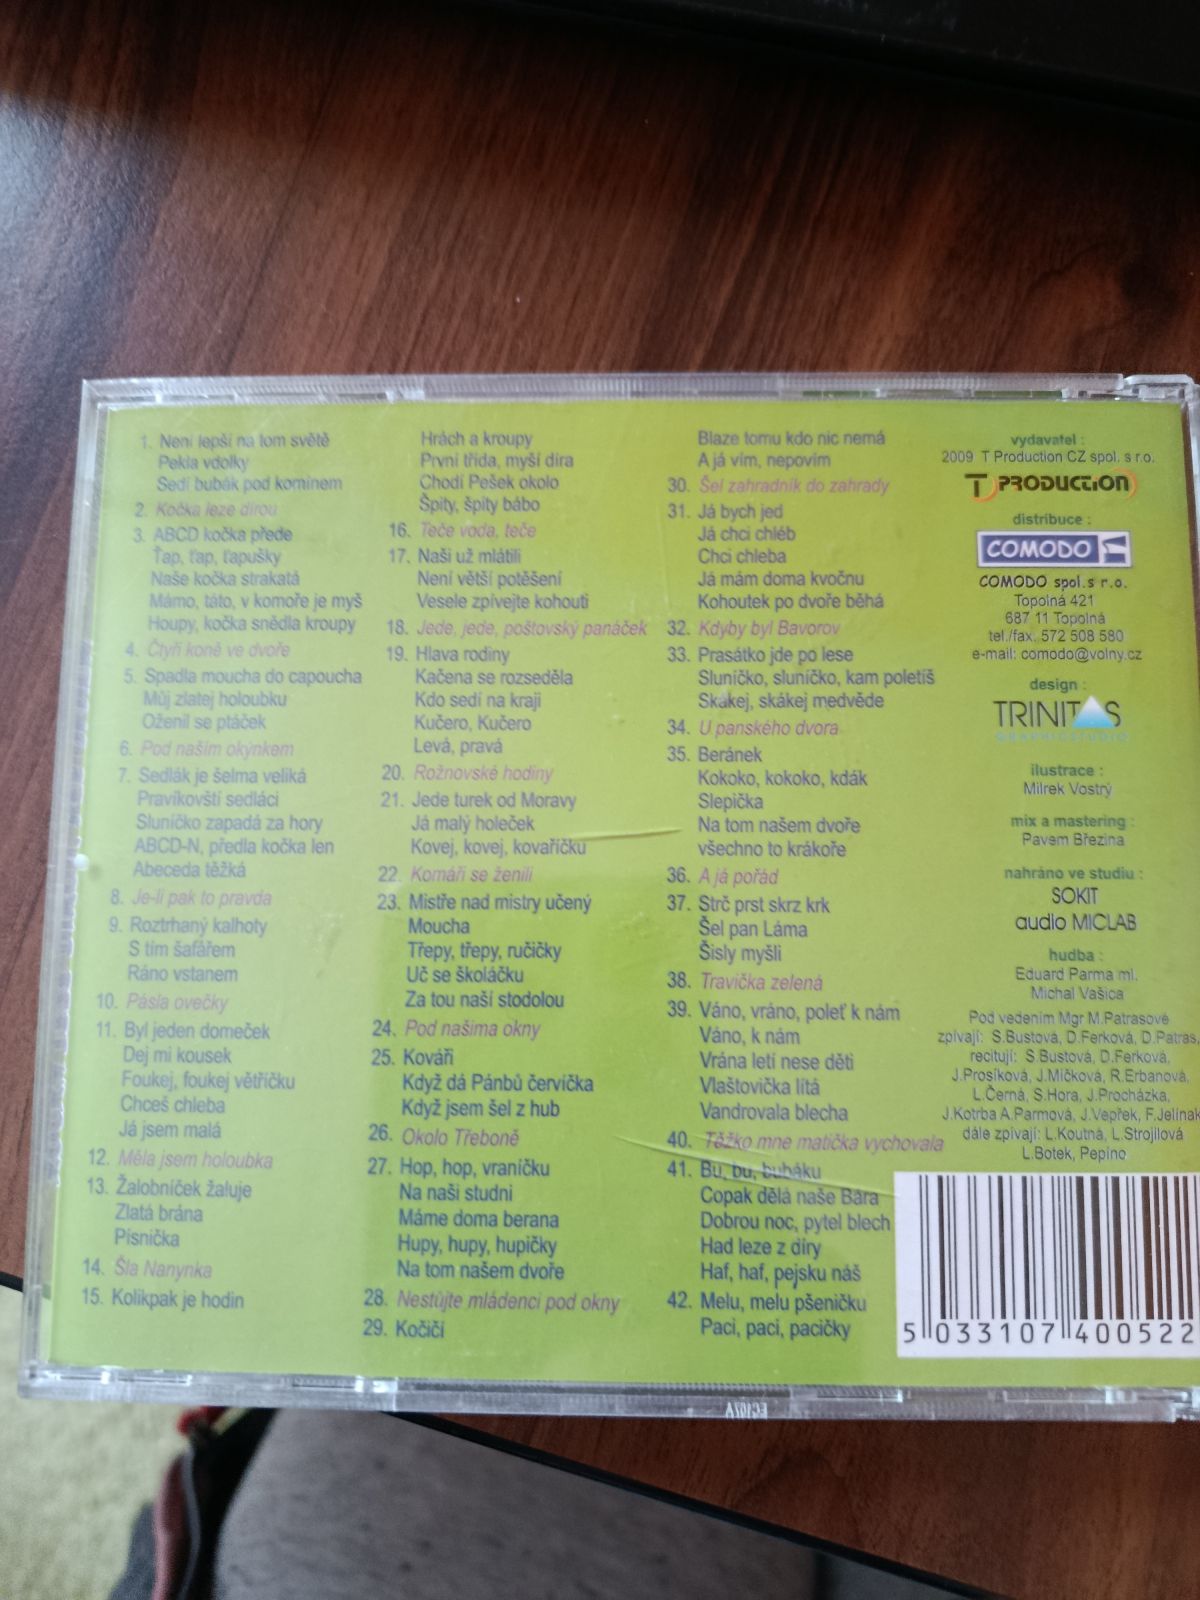 1. Není lepší na tom světě
Pekla vdolky
Sedí bubák pod komínem
2. Kočka leze dírou
3. ABCD kočka přede
Ťap, ťap, ťapušky
Naše kočka strakatá
Mámo, táto, v komoře je myš
Houpy, kočka snědla kroupy
4. Čtyři koně ve dvoře
5. Spadla moucha do capoucha
Můj zlatej holoubku
Oženil se ptáček
6. Pod naším okýnkem
7. Sedlák je šelma veliká
Pravíkovští sedláci
Sluníčko zapadá za hory
ABCD-N, předla kočka len
Abeceda těžká
8. Je-li pak to pravda
9. Roztrhaný kalhoty
S tím šafářem
Ráno vstanem
10. Pásla ovečky
11. Byl jeden domeček
Dej mi kousek
Foukej, foukej větříčku
Chceš chleba
Já jsem malá
12. Měla jsem holoubka
13. Žalobníček žaluje
Zlatá brána
Písnička
14. Šla Nanynka
15. Kolikpak je hodin
Hrách a kroupy
První třída, myší díra
Chodí Pešek okolo
Špity, špity bábo
16. Teče voda, teče
17. Naši už mlátili
Není větší potěšení
Vesele zpívejte kohouti
18. Jede, jede, poštovský panáček
19. Hlava rodiny
Kačena se rozseděla
Kdo sedí na kraji
Kučero, Kučero
Levá, pravá
20. Rožnovské hodiny
21. Jede turek od Moravy
Já malý holeček
Kovej, kovej, kovaříčku
22. Komáři se ženili
23. Mistře nad mistry učený
Moucha
Třepy, třepy, ručičky
Uč se školáčku
Za tou naší stodolou
24. Pod našima okny
25. Kováři
Když dá Pánbů červíčka
Když jsem šel z hub
26. Okolo Třeboně
27. Hop, hop, vraníčku
Na naši studni
Máme doma berana
Hupy, hupy, hupičky
Na tom našem dvoře
28. Nestůjte mládenci pod okny
29. Kočičí
Blaze tomu kdo nic nemá
A já vím, nepovím
30. Šel zahradník do zahrady
31. Já bych jed
Já chci chléb
Chci chleba
Já mám doma kvočnu
Kohoutek po dvoře běhá
32. Kdyby byl Bavorov
33. Prasátko jde po lese
Sluníčko, sluníčko, kam poletíš
Skákej, skákej medvěde
34. U panského dvora
35. Beránek
Kokoko, kokoko, kdák
Slepička
Na tom našem dvoře
všechno to krákoře
36. A já pořád
37. Strč prst skrz krk
Šel pan Láma
Šisly myšli
38. Travička zelená
39. Váno, vráno, poleť k nám
Váno, k nám
Vrána letí nese děti
Vlaštovička lítá
Vandrovala blecha
40. Těžko mne matička vychovala
41. Bu, bu, bubáku
Copak dělá naše Bára
Dobrou noc, pytel blech
Had leze z díry
Haf, haf, pejsku náš
42. Melu, melu pšeničku
Paci, paci, pacičky
vydavatel :
2009 T Production CZ spol. s r.o.
T PRODUCTION
distribuce :
COMODO
COMODO spol.s r.o.
Topolná 421
687 11 Topolná
tel./fax. 572 508 580
e-mail: comodo@volny.cz
design :
TRINITAS
GRAPHICSTUDIO
ilustrace :
Milrek Vostrý
mix a mastering :
Pavem Březina
nahráno ve studiu :
SOKIT
audio MICLAB
hudba :
Eduard Parma ml.
Michal Vašica
Pod vedením Mgr M.Patrasové
zpívají: S.Bustová, D.Ferková, D.Patras,
recitují: S.Bustová, D.Ferková,
J.Prosíková, J.Mičková, R.Erbanová,
L.Černá, S.Hora, J.Procházka,
J.Kotrba A.Parmová, J.Vepřek, F.Jelínak
dále zpívají: L.Koutná, L.Strojilová
L.Botek, Pepino
5 033107 400522